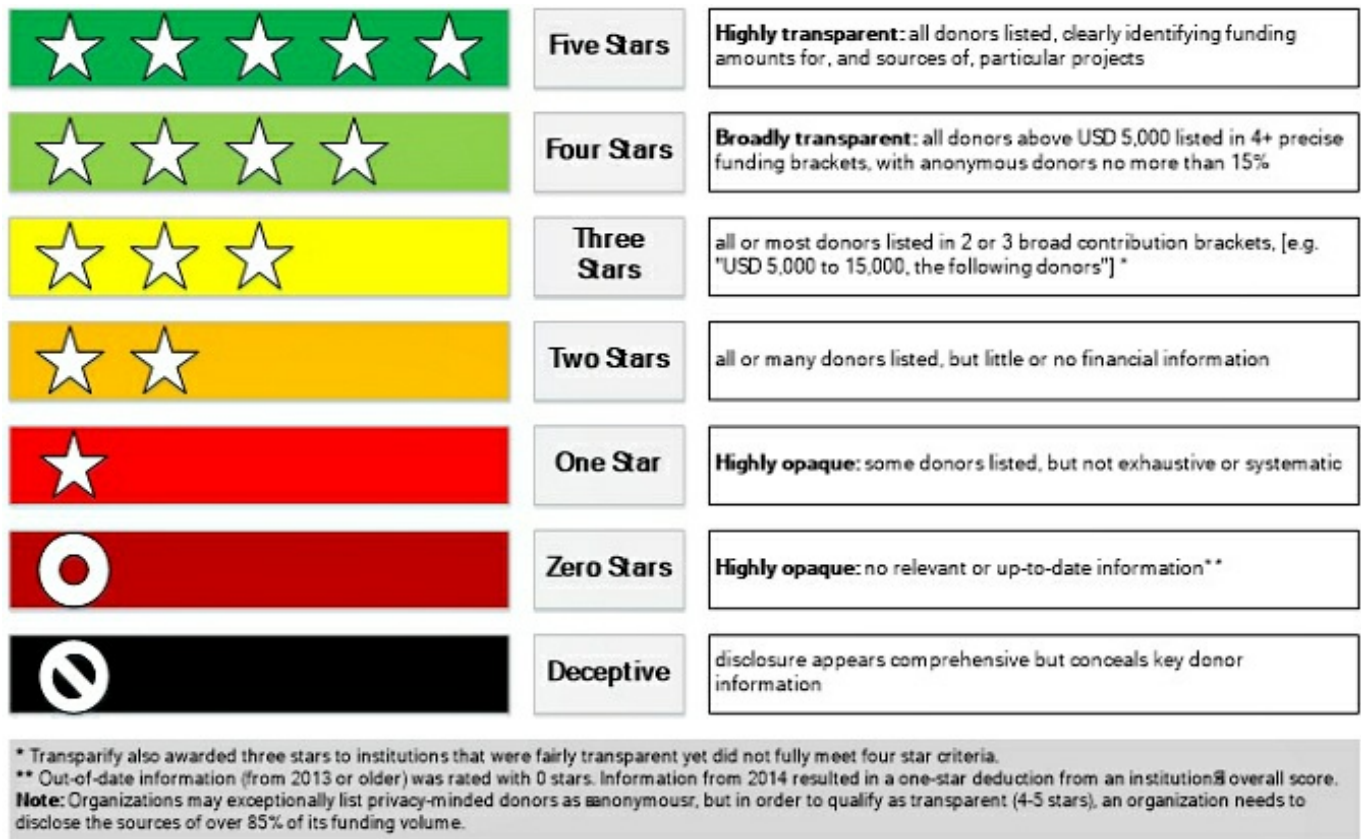 Five Stars
Highly transparent: all donors listed, clearly identifying funding
amounts for, and sources of, particular projects
Four Stars
Broadly transparent: all donors above USD 5,000 listed in 4+ precise
funding brackets, with anonymous donors no more than 15%
Three
Stars
all or most donors listed in 2 or 3 broad contribution brackets, [e.g.
"USD 5,000 to 15,000, the following donors"] *
Two Stars
all or many donors listed, but little or no financial information
One Star
Highly opaque: some donors listed, but not exhaustive or systematic
Zero Stars
Highly opaque: no relevant or up-to-date information**
Deceptive
disclosure appears comprehensive but conceals key donor
information
* Transparify also awarded three stars to institutions that were fairly transparent yet did not fully meet four star criteria.
** Out-of-date information (from 2013 or older) was rated with 0 stars. Information from 2014 resulted in a one-star deduction from an overall score.
Note: Organizations may exceptionally list privacy-minded donors as but in order to qualify as transparent (4-5 stars), an organization needs to
disclose the sources of over 85% of its funding volume.